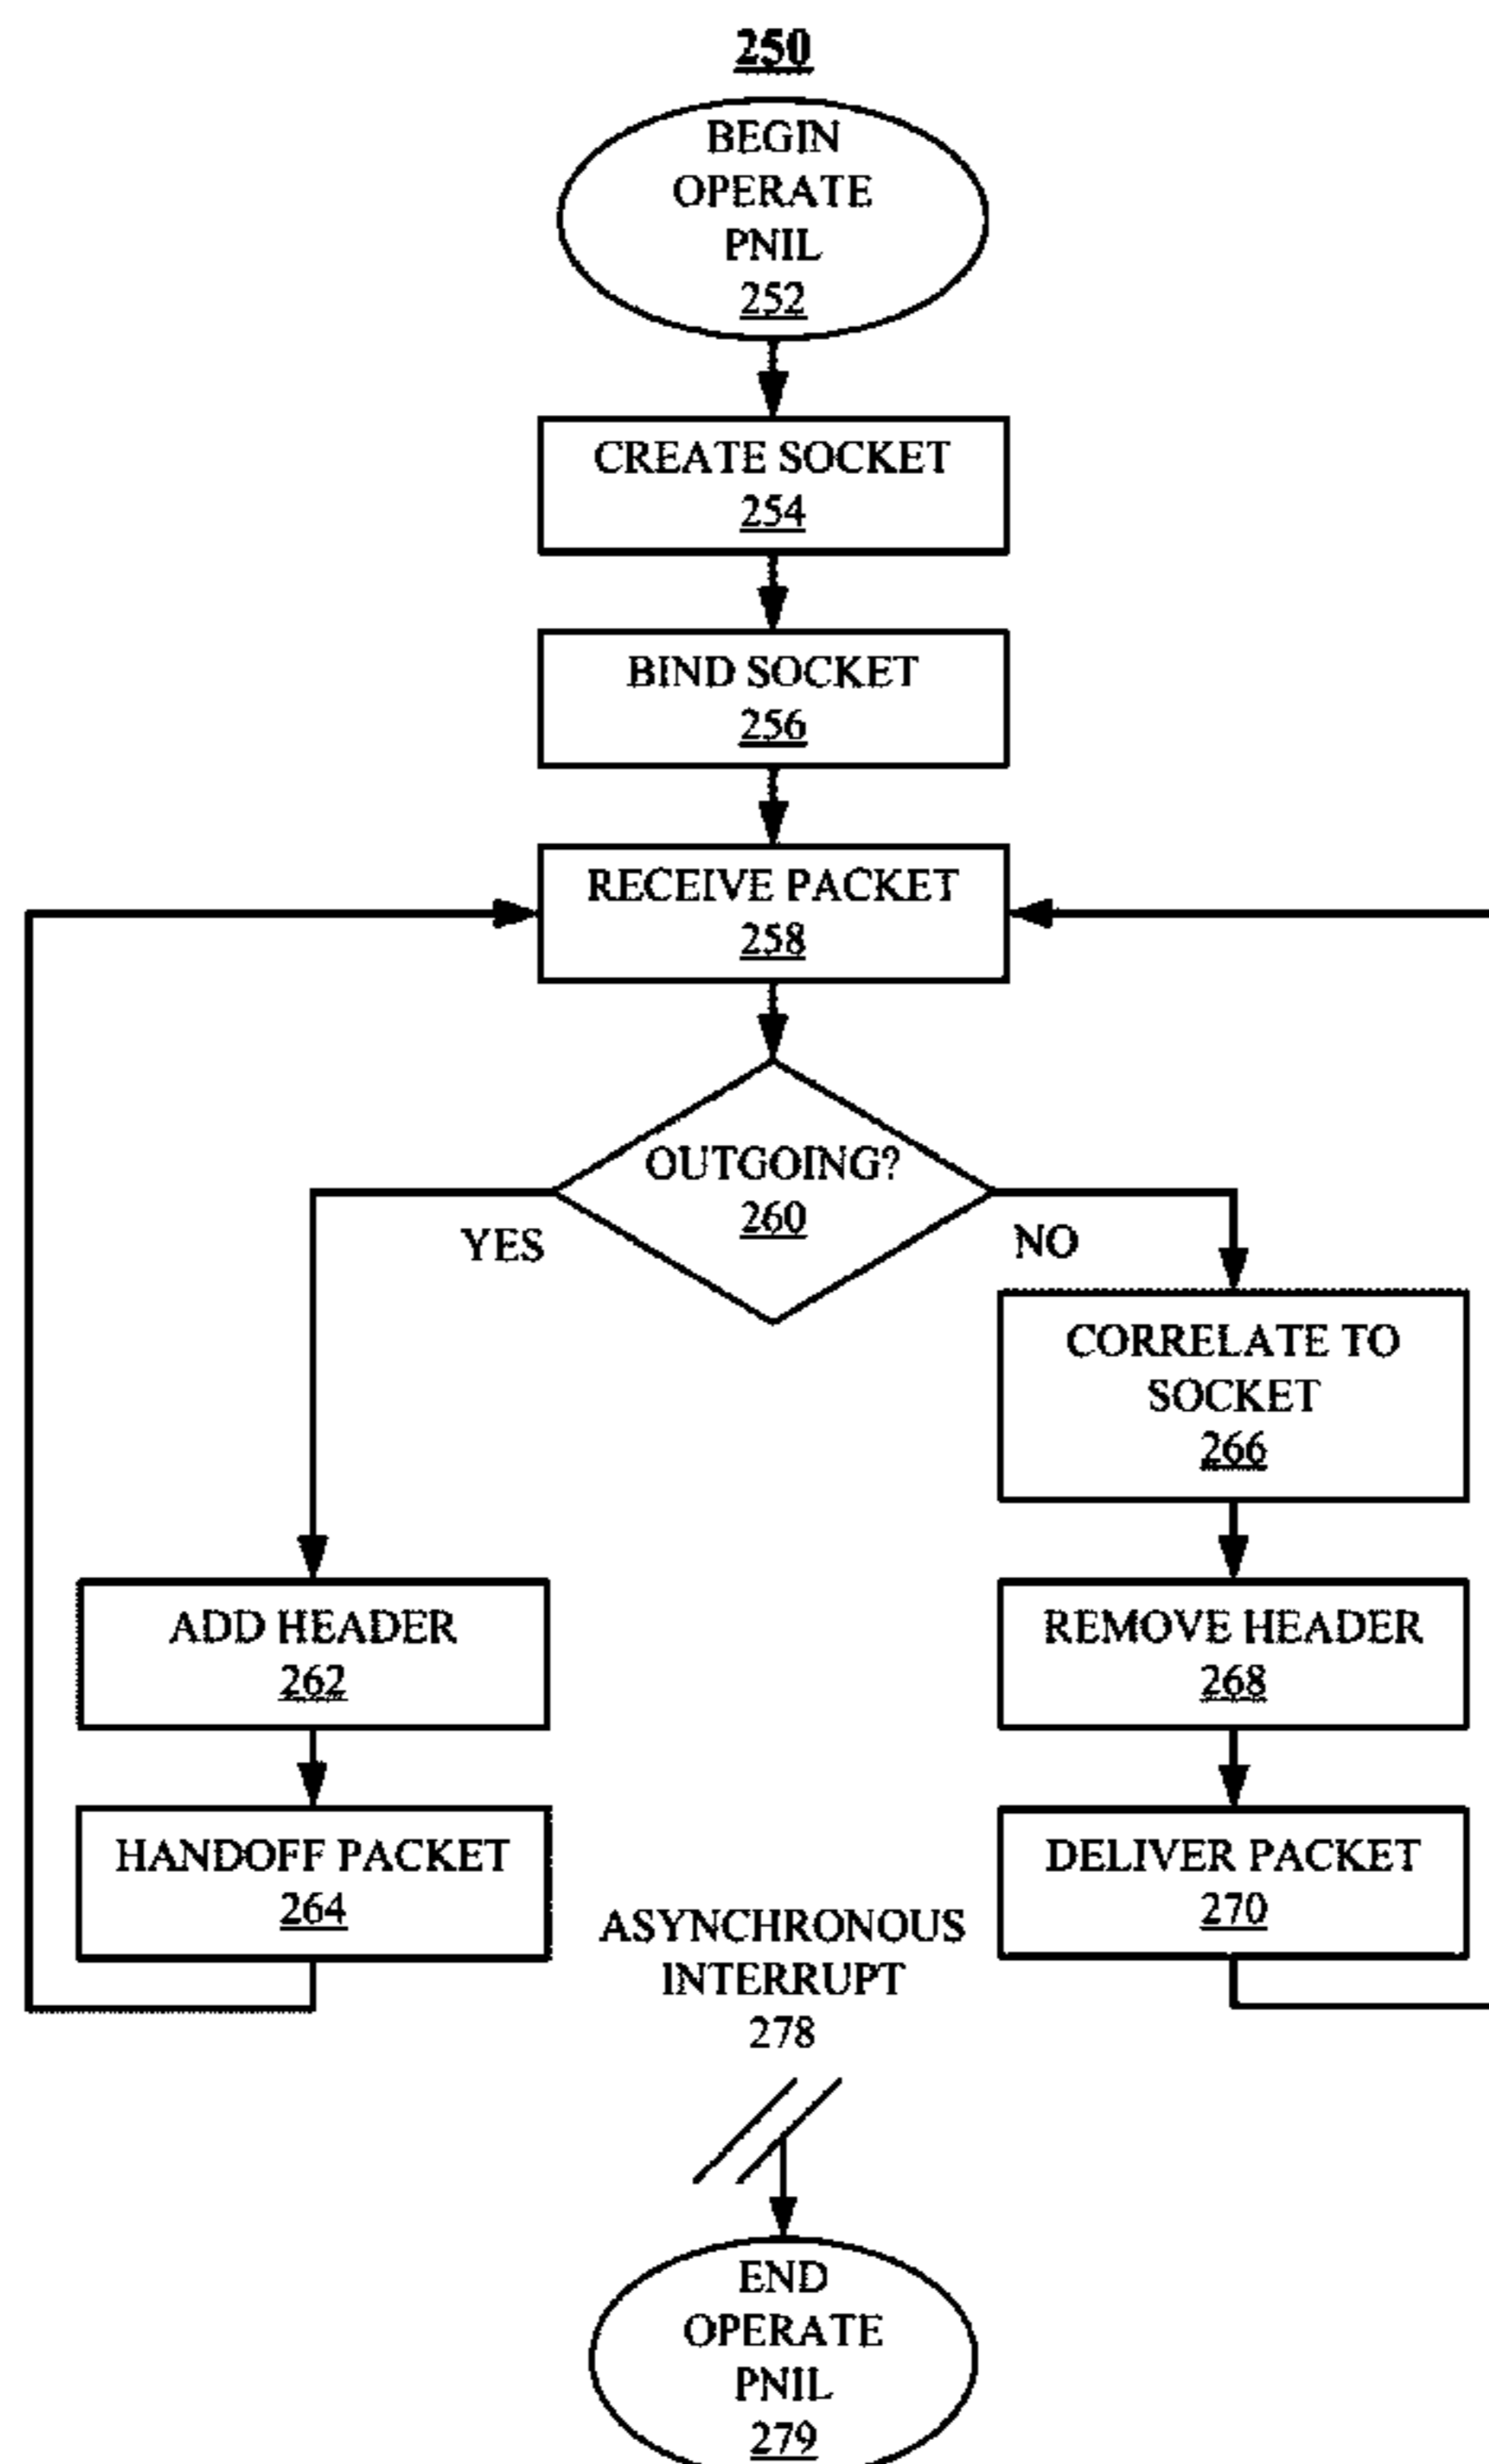 250
BEGIN
OPERATE
PNIL
252
CREATE SOCKET
254
BIND SOCKET
256
RECEIVE PACKET
258
OUTGOING?
260
YES
NO
CORRELATE TO
SOCKET
266
ADD HEADER
262
REMOVE HEADER
268
HANDOFF PACKET
264
DELIVER PACKET
270
ASYNCHRONOUS
INTERRUPT
278
END
OPERATE
PNIL
279